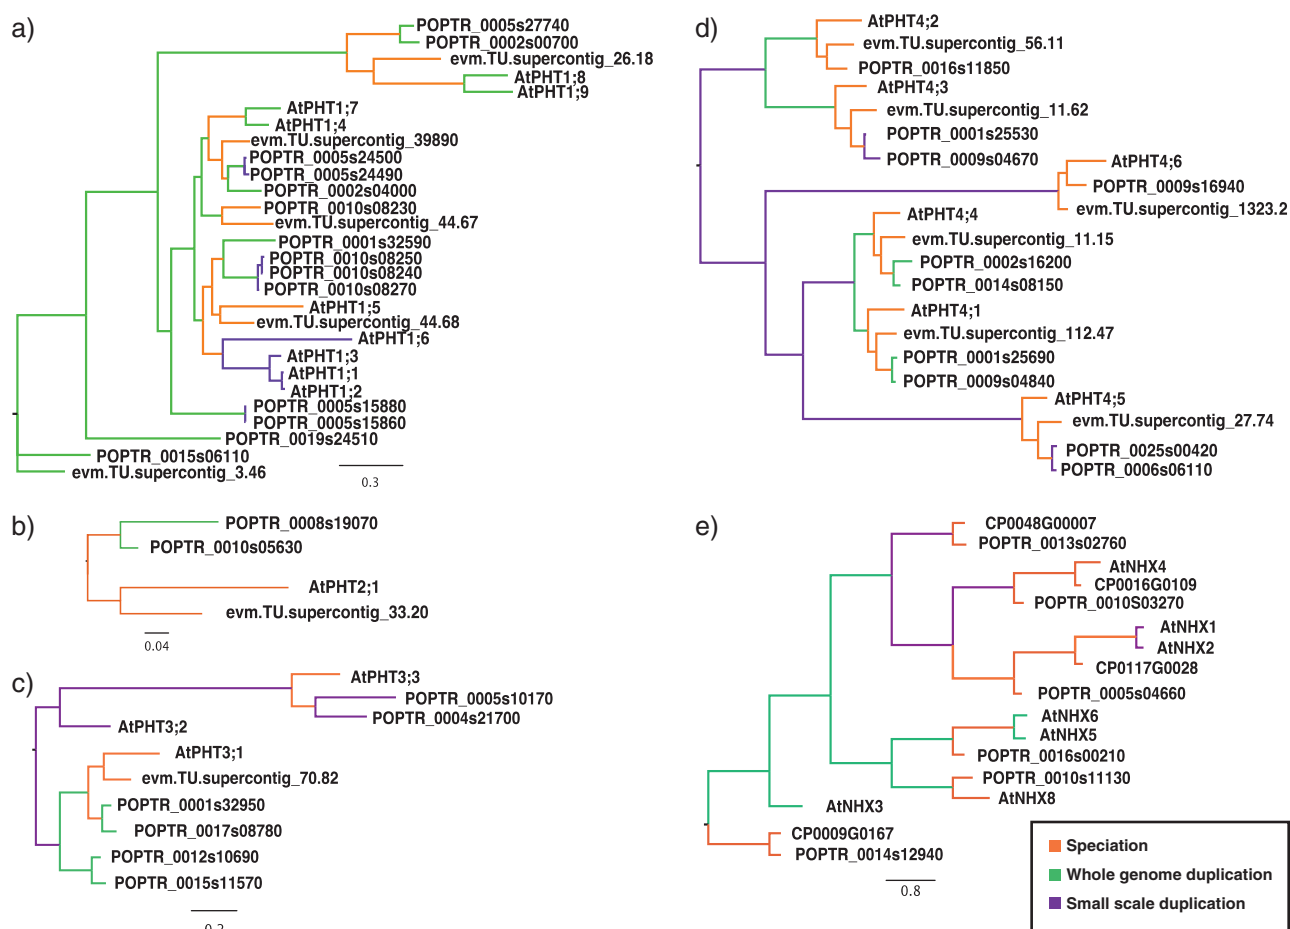 a)
POPTR_0005s27740
POPTR_0002s00700
evm.TU.supercontig_26.18
AtPHT1;8
AtPHT1;9
AtPHT1;7
AtPHT1;4
evm.TU.supercontig_39890
POPTR_0005s24500
POPTR_0005s24490
POPTR_0002s04000
POPTR_0010s08230
evm.TU.supercontig_44.67
POPTR_0001s32590
POPTR_0010s08250
POPTR_0010s08240
POPTR_0010s08270
AtPHT1;5
evm.TU.supercontig_44.68
AtPHT1;6
AtPHT1;3
AtPHT1;1
AtPHT1;2
POPTR_0005s15880
POPTR_0005s15860
POPTR_0019s24510
POPTR_0015s06110
evm.TU.supercontig_3.46
0.3
b)
POPTR_0008s19070
POPTR_0010s05630
AtPHT2;1
evm.TU.supercontig_33.20
0.04
c)
AtPHT3;3
POPTR_0005s10170
POPTR_0004s21700
AtPHT3;2
AtPHT3;1
evm.TU.supercontig_70.82
POPTR_0001s32950
POPTR_0017s08780
POPTR_0012s10690
POPTR_0015s11570
d)
AtPHT4;2
evm.TU.supercontig_56.11
POPTR_0016s11850
AtPHT4;3
evm.TU.supercontig_11.62
POPTR_0001s25530
POPTR_0009s04670
AtPHT4;6
POPTR_0009s16940
evm.TU.supercontig_1323.2
AtPHT4;4
evm.TU.supercontig_11.15
POPTR_0002s16200
POPTR_0014s08150
AtPHT4;1
evm.TU.supercontig_112.47
POPTR_0001s25690
POPTR_0009s04840
AtPHT4;5
evm.TU.supercontig_27.74
POPTR_0025s00420
POPTR_0006s06110
e)
CP0048G00007
POPTR_0013s02760
AtNHX4
CP0016G0109
POPTR_0010S03270
AtNHX1
AtNHX2
CP0117G0028
POPTR_0005s04660
AtNHX6
AtNHX5
POPTR_0016s00210
POPTR_0010s11130
AtNHX8
AtNHX3
CP0009G0167
POPTR_0014s12940
0.8
Speciation
Whole genome duplication
Small scale duplication